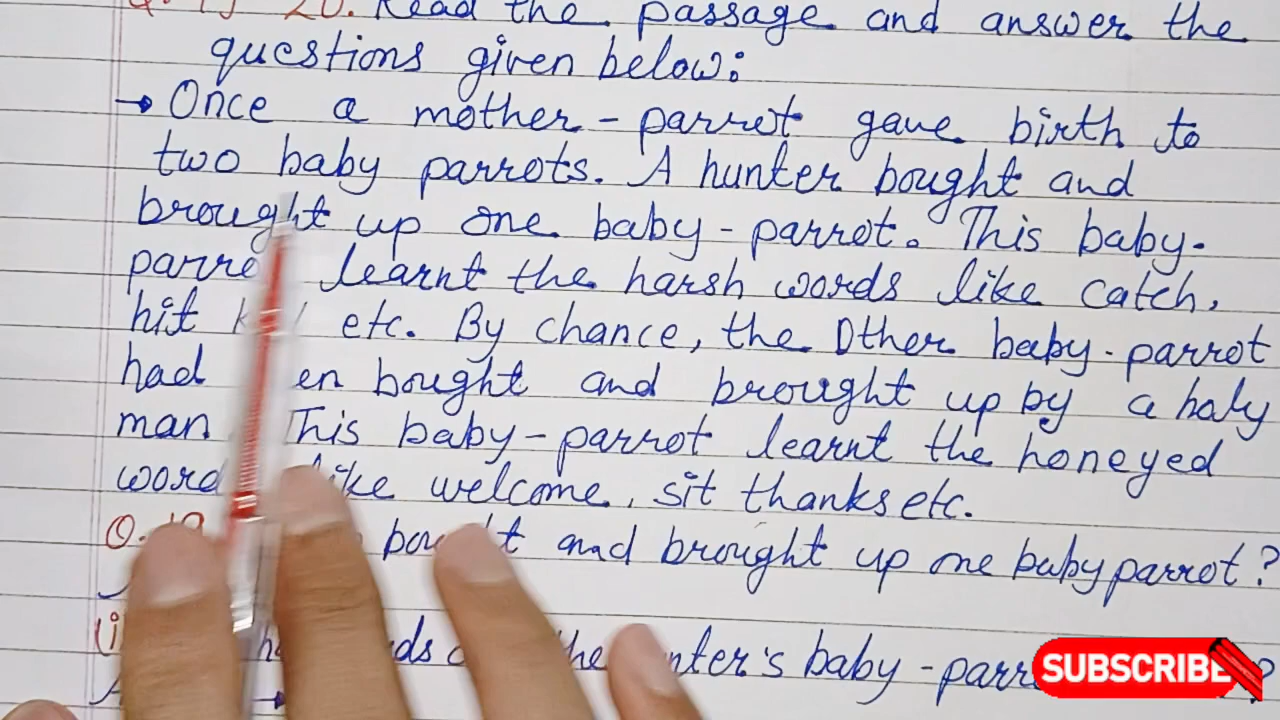 20. Read the passage and answer the
questions given below:
→ Once a mother-parrot gave birth to
two baby parrots. A hunter bought and
brought up one baby-parrot. This baby-
learnt the harsh words like catch,
hit etc. By chance, the Other baby-parrot
had bought and brought up by a holy
man This baby-parrot learnt the honeyed
like welcome, sit thanks etc.
and brought up one baby parrot?
baby-
SUBSCRIBE